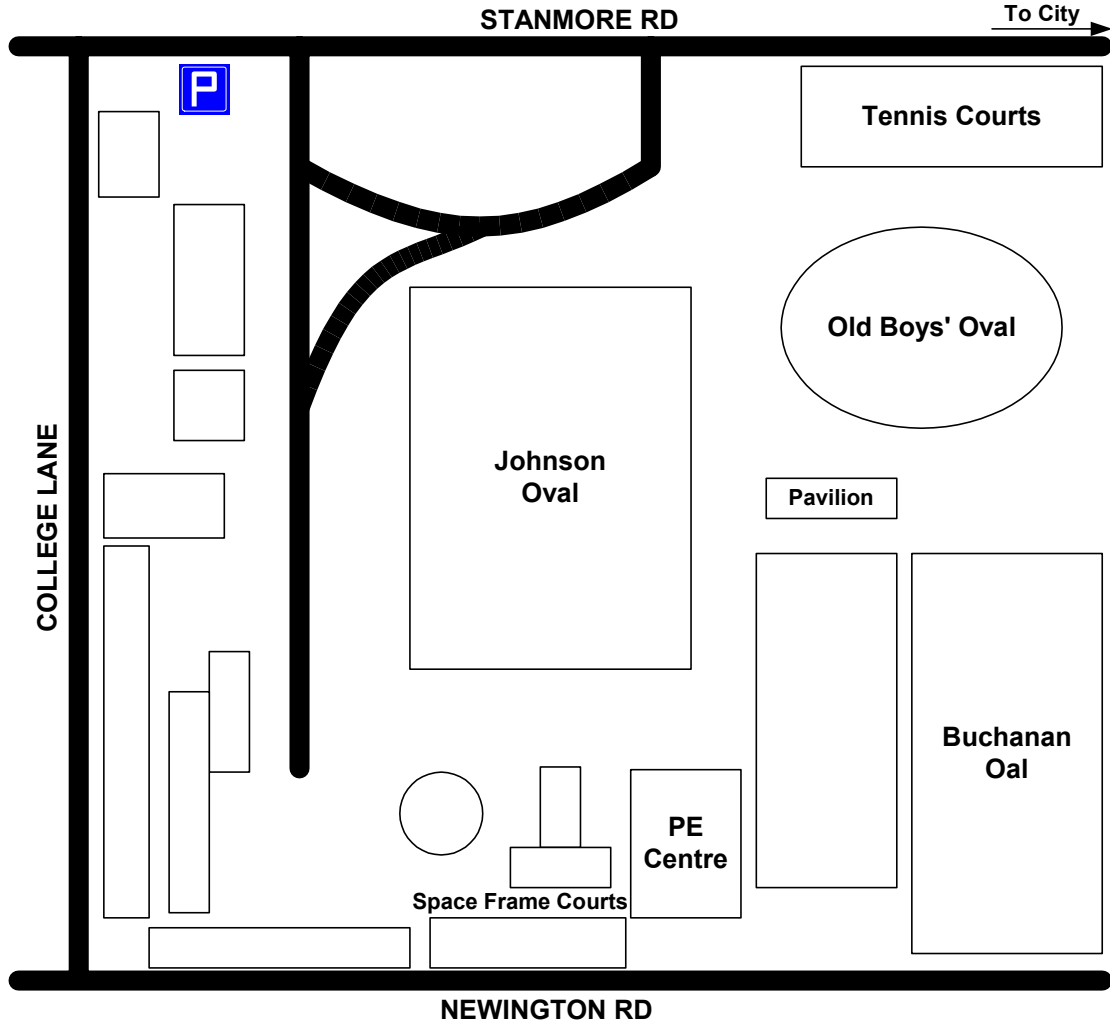 STANMORE RD
To City
P
Tennis Courts
Old Boys' Oval
Johnson
Oval
COLLEGE LANE
Pavilion
Buchanan
Oal
PE
Centre
Space Frame Courts
NEWINGTON RD